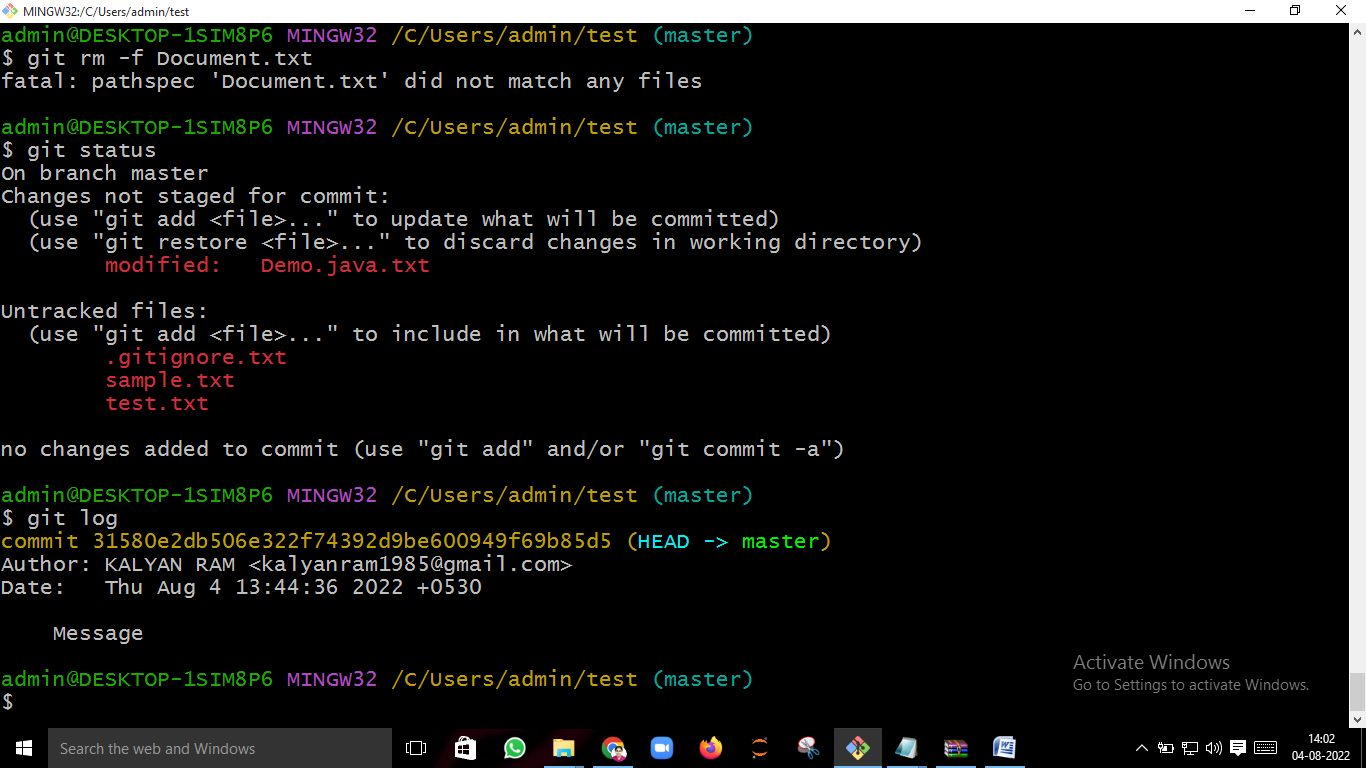 MINGW32:/C/Users/admin/test
admin@DESKTOP-1SIM8P6 MINGW32 /C/Users/admin/test (master)
$ git rm -f Document.txt
fatal: pathspec 'Document.txt' did not match any files
admin@DESKTOP-1SIM8P6 MINGW32 /C/Users/admin/test (master)
$ git status
On branch master
Changes not staged for commit:
  (use "git add <file>..." to update what will be committed)
  (use "git restore <file>..." to discard changes in working directory)
        modified:   Demo.java.txt
Untracked files:
  (use "git add <file>..." to include in what will be committed)
        .gitignore.txt
        sample.txt
        test.txt
no changes added to commit (use "git add" and/or "git commit -a")
admin@DESKTOP-1SIM8P6 MINGW32 /C/Users/admin/test (master)
$ git log
commit 31580e2db506e322f74392d9be600949f69b85d5 (HEAD -> master)
Author: KALYAN RAM <kalyanram1985@gmail.com>
Date:   Thu Aug 4 13:44:36 2022 +0530
    Message
admin@DESKTOP-1SIM8P6 MINGW32 /C/Users/admin/test (master)
$
Activate Windows
Go to Settings to activate Windows.
Search the web and Windows
14:02
04-08-2022